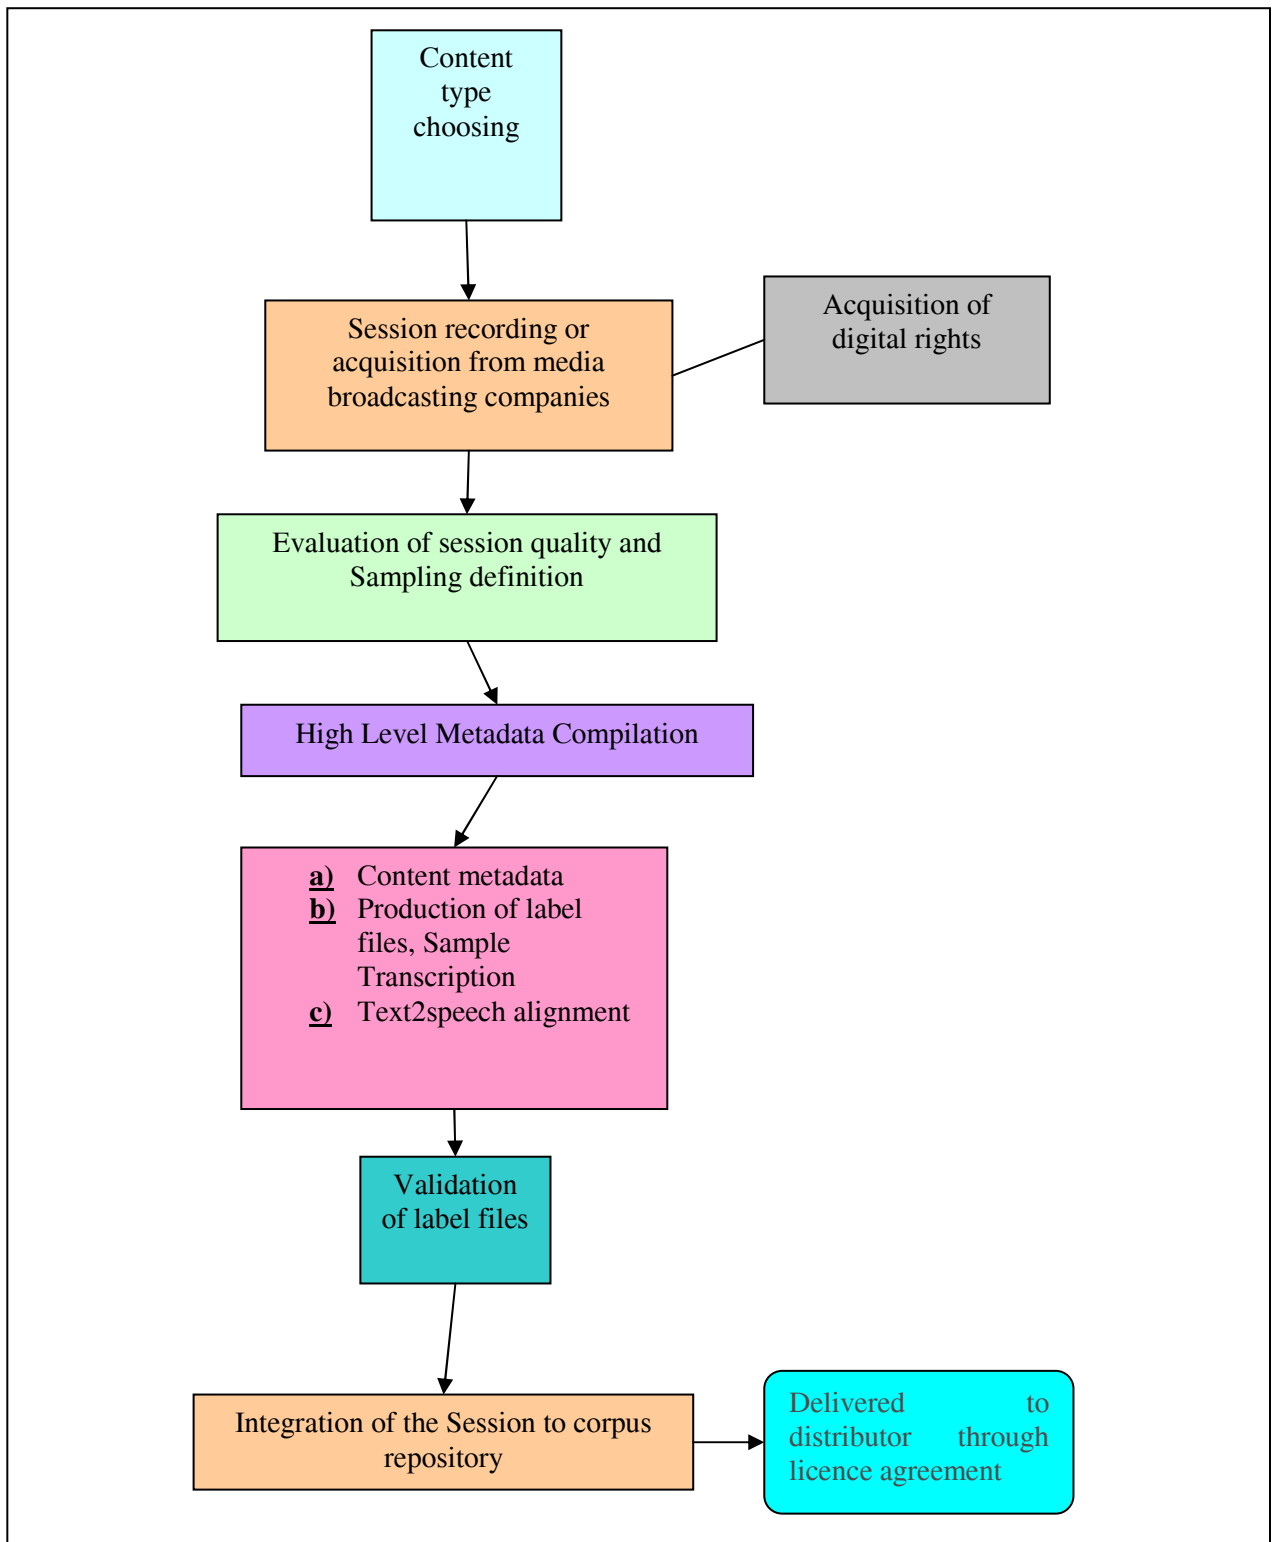 Content
type
choosing
Session recording or
acquisition from media
broadcasting companies
Acquisition of
digital rights
Evaluation of session quality and
Sampling definition
High Level Metadata Compilation
a) Content metadata
b) Production of label
files, Sample
Transcription
c) Text2speech alignment
Validation
of label files
Integration of the Session to corpus
repository
Delivered to
distributor through
licence agreement